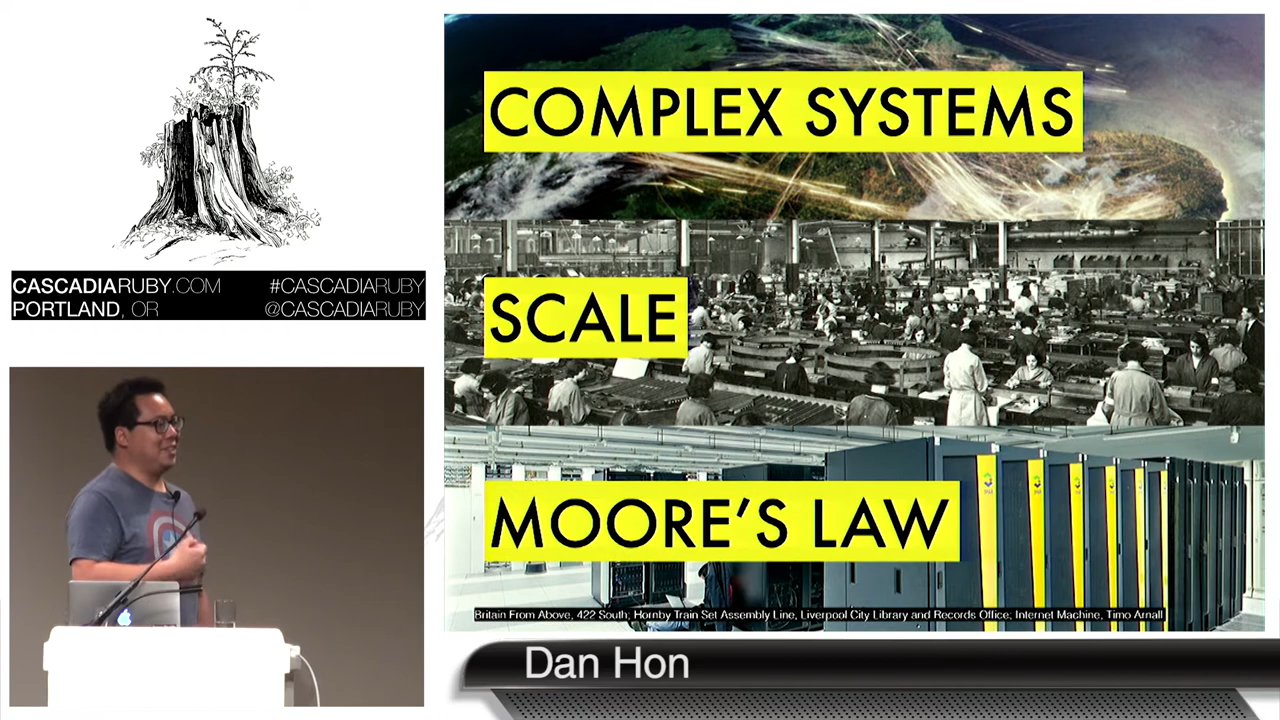 CASCADIARUBY.COM #CASCADIARUBY
PORTLAND, OR @CASCADIARUBY
COMPLEX SYSTEMS
SCALE
MOORE'S LAW
Britain From Above, 422 South; Hornby Train Set Assembly Line, Liverpool City Library and Records Office; Internet Machine, Timo Arnall
Dan Hon